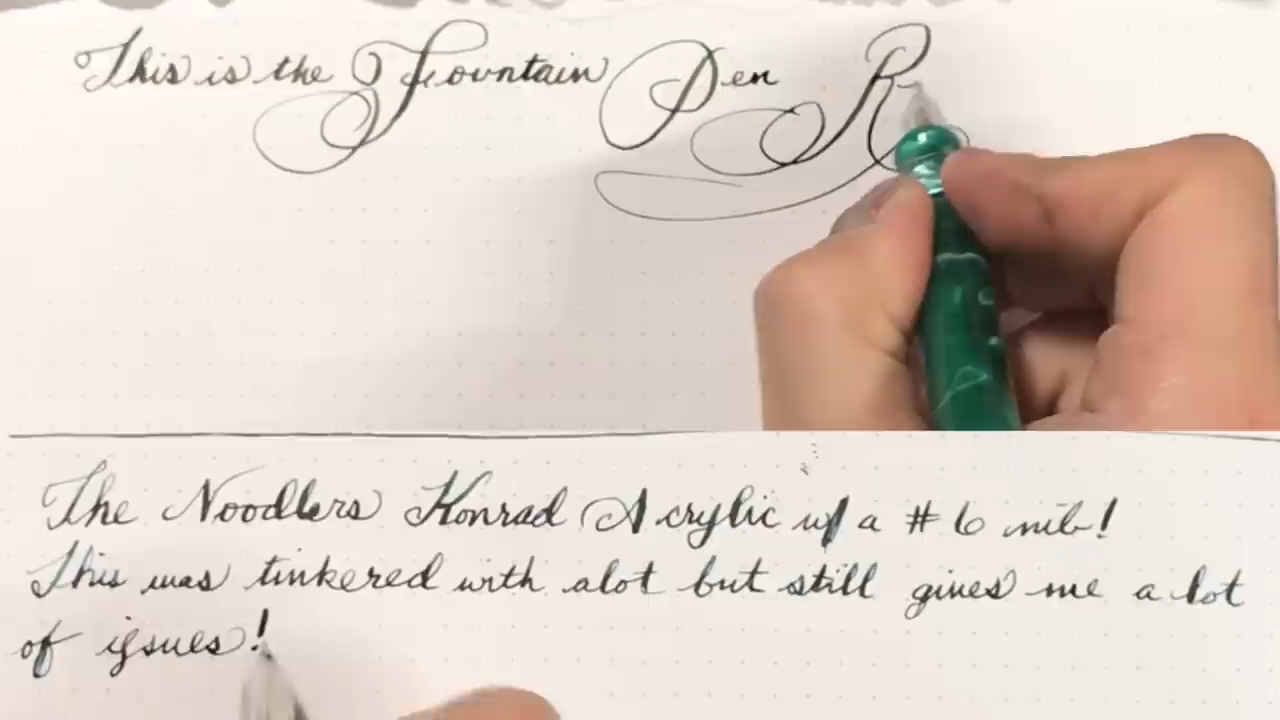 This is the Fountain Pen R
The Noodlers Konrad Acrylic w/ a #6 nib!
This was tinkered with alot but still gives me a lot
of issues!